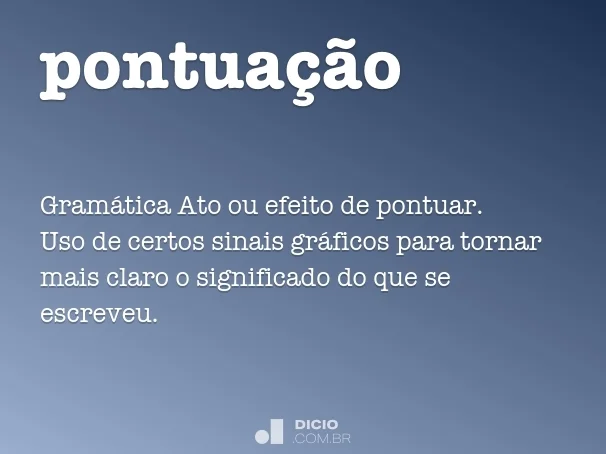 pontuação
Gramática Ato ou efeito de pontuar.
Uso de certos sinais gráficos para tornar
mais claro o significado do que se
escreveu.
DICIO
.COM.BR